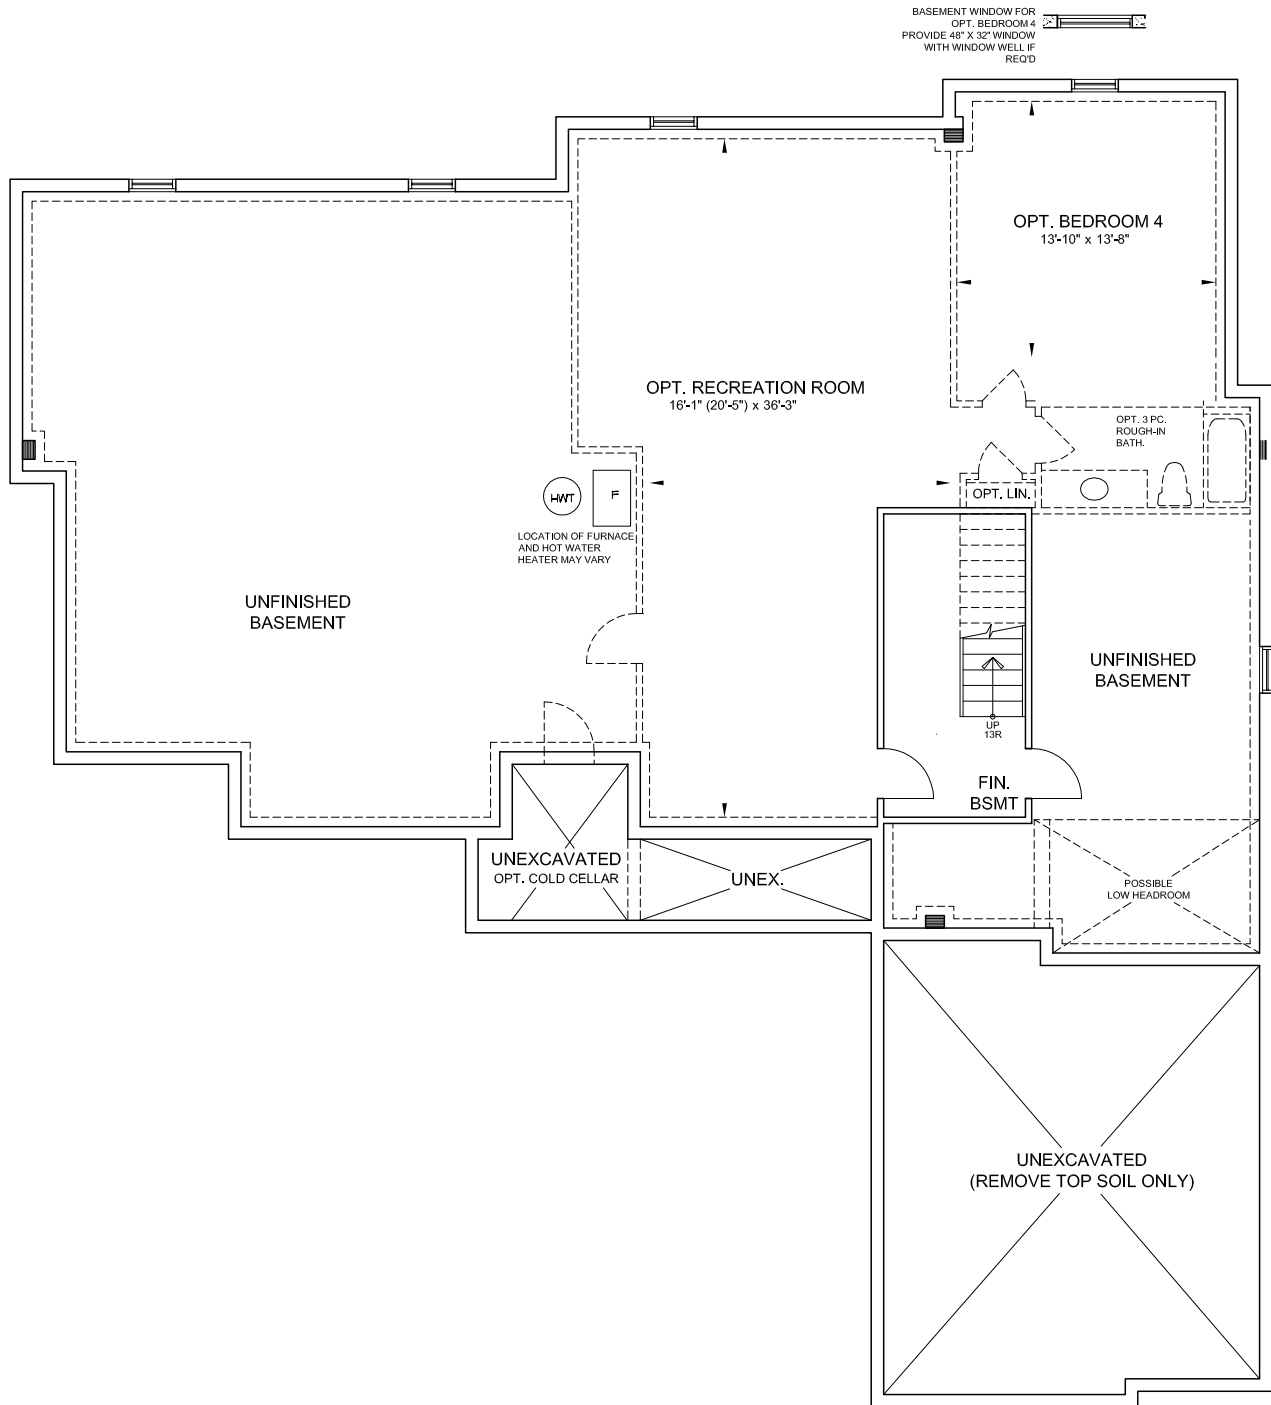 BASEMENT WINDOW FOR
OPT. BEDROOM 4
PROVIDE 48" X 32" WINDOW
WITH WINDOW WELL IF
REQ'D
OPT. BEDROOM 4
13'-10" x 13'-8"
OPT. RECREATION ROOM
16'-1" (20'-5") x 36'-3"
OPT. 3 PC.
ROUGH-IN
BATH.
OPT. LIN.
HWT
F
LOCATION OF FURNACE
AND HOT WATER
HEATER MAY VARY
UNFINISHED
BASEMENT
UNFINISHED
BASEMENT
UP
13R
FIN.
BSMT
UNEXCAVATED
OPT. COLD CELLAR
UNEX.
POSSIBLE
LOW HEADROOM
UNEXCAVATED
(REMOVE TOP SOIL ONLY)